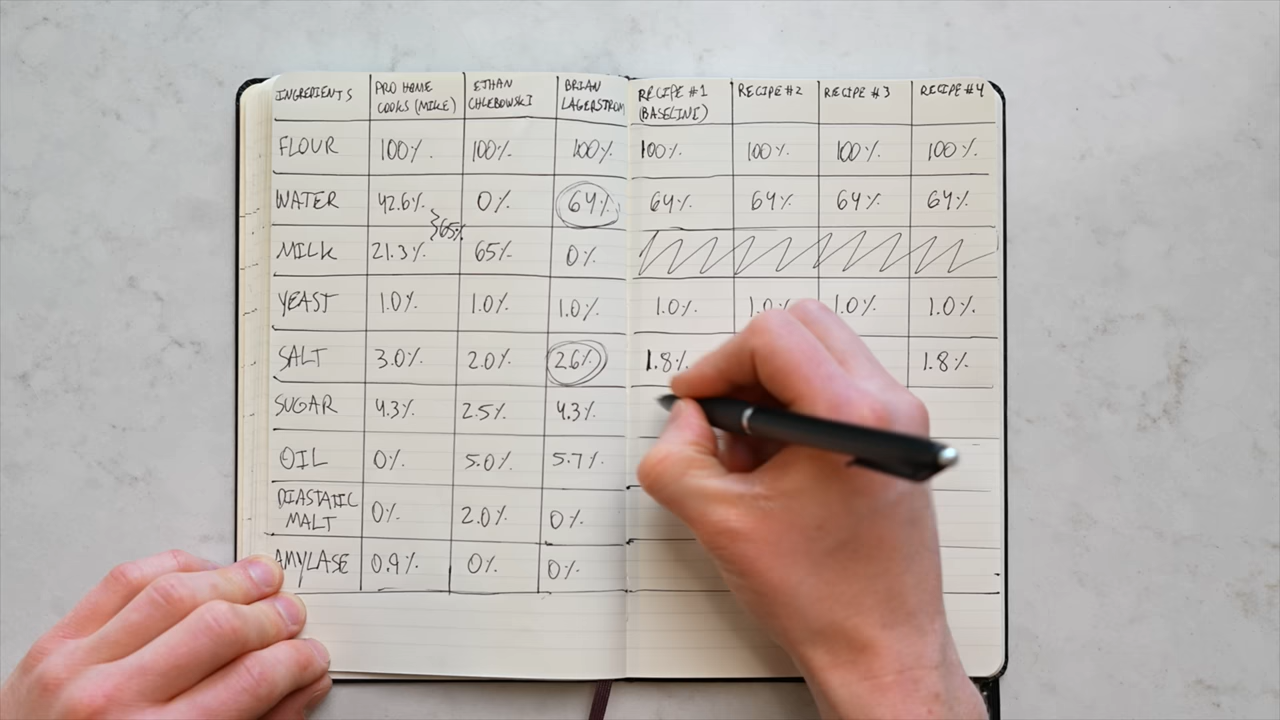 INGREDIENTS PRO HOME COOKS (MIKE) ETHAN CHLEBOWSKI BRIAN LAGERSTROM RECIPE #1 (BASELINE) RECIPE #2 RECIPE #3 RECIPE #4
FLOUR 100% 100% 100% 100% 100% 100% 100%
WATER 42.6% 0% 64% 64% 64% 64% 64%
}65%
MILK 21.3% 65% 0%
YEAST 1.0% 1.0% 1.0% 1.0% 1.0% 1.0% 1.0%
SALT 3.0% 2.0% 2.6% 1.8% 1.8%
SUGAR 4.3% 2.5% 4.3%
OIL 0% 5.0% 5.7%
DIASTATIC MALT 0% 2.0% 0%
AMYLASE 0.9% 0% 0%